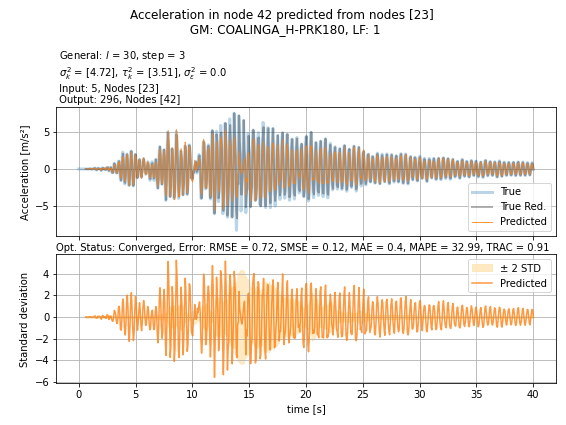 Acceleration in node 42 predicted from nodes [23]
GM: COALINGA_H-PRK180, LF: 1
General: l = 30, step = 3
σ²ₖ = [4.72], τ²ₖ = [3.51], σ²ε = 0.0
Input: 5, Nodes [23]
Output: 296, Nodes [42]
Acceleration [m/s²]
5
0
−5
True
True Red.
Predicted
Opt. Status: Converged, Error: RMSE = 0.72, SMSE = 0.12, MAE = 0.4, MAPE = 32.99, TRAC = 0.91
Standard deviation
4
2
0
−2
−4
−6
± 2 STD
Predicted
0 5 10 15 20 25 30 35 40
time [s]